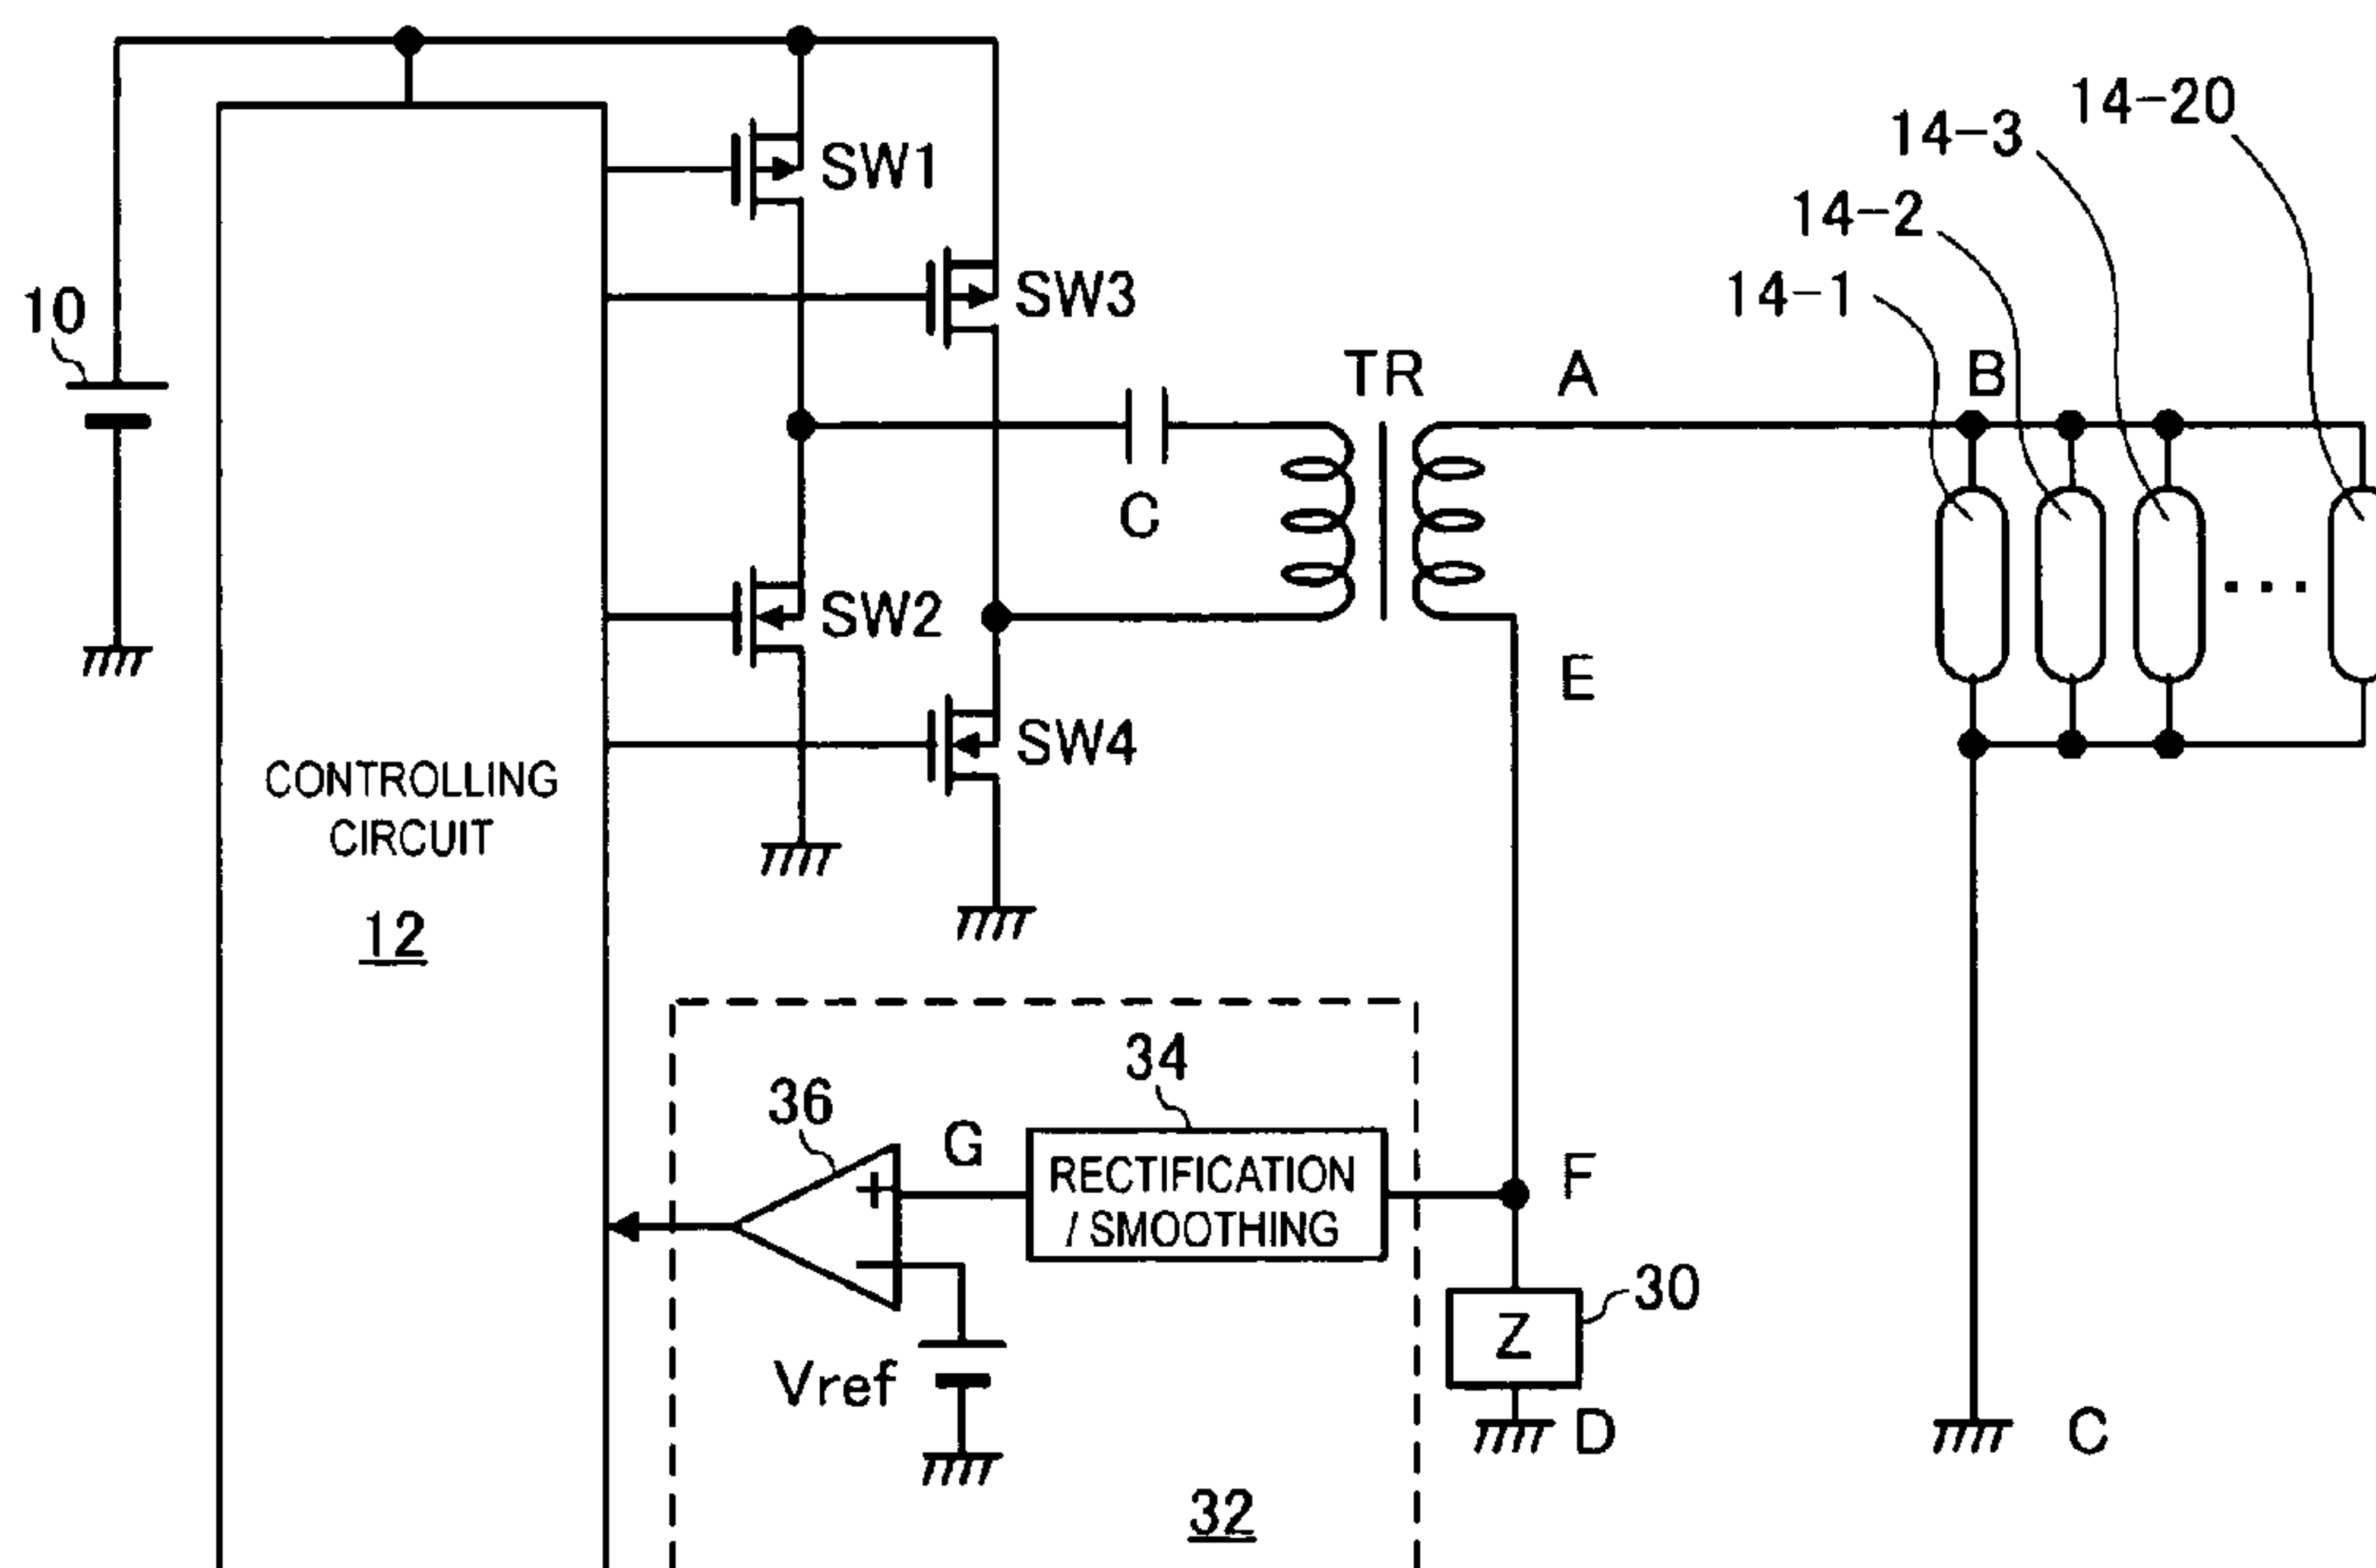 14-20
14-3
SW1
14-2
10
SW3
14-1
TR
A
B
C
SW2
E
SW4
CONTROLLING
CIRCUIT
12
34
36
G
RECTIFICATION
/ SMOOTHING
F
+
−
30
Z
Vref
D
C
32